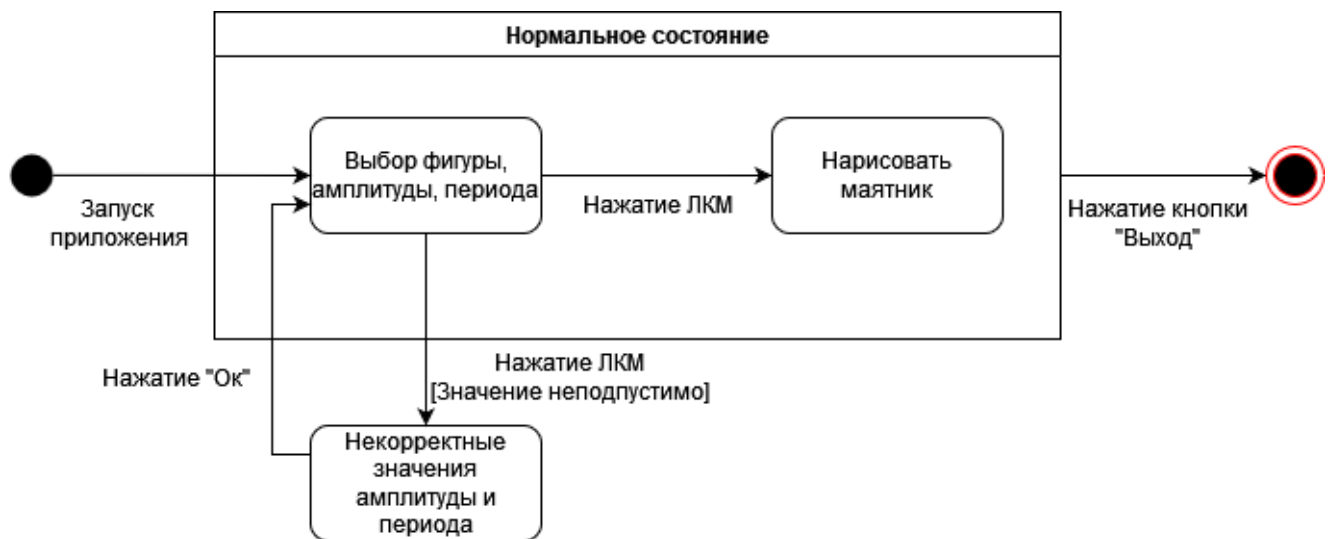 Нормальное состояние
Выбор фигуры,
амплитуды, периода
Нарисовать
маятник
Запуск
приложения
Нажатие ЛКМ
Нажатие кнопки
"Выход"
Нажатие "Ок"
Нажатие ЛКМ
[Значение неподпустимо]
Некорректные
значения
амплитуды и
периода